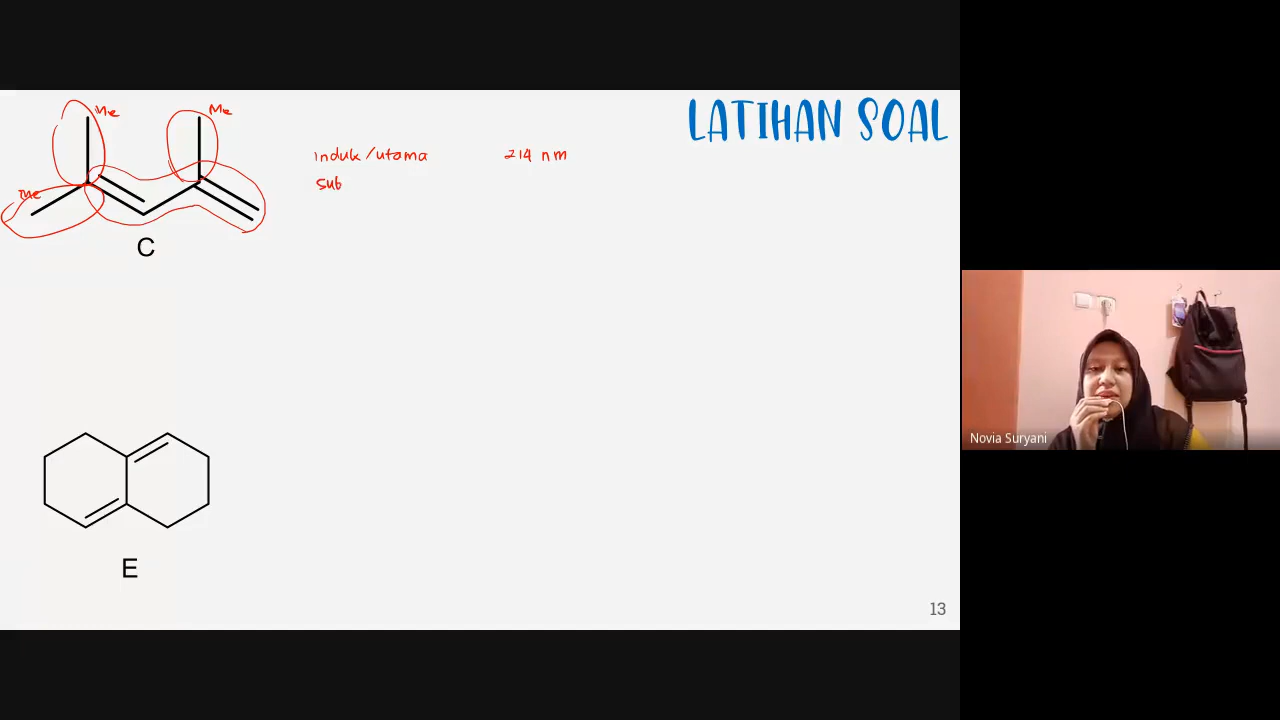 LATIHAN SOAL
Me
Me
Me
induk/utama 214 nm
sub
C
E
13
Novia Suryani